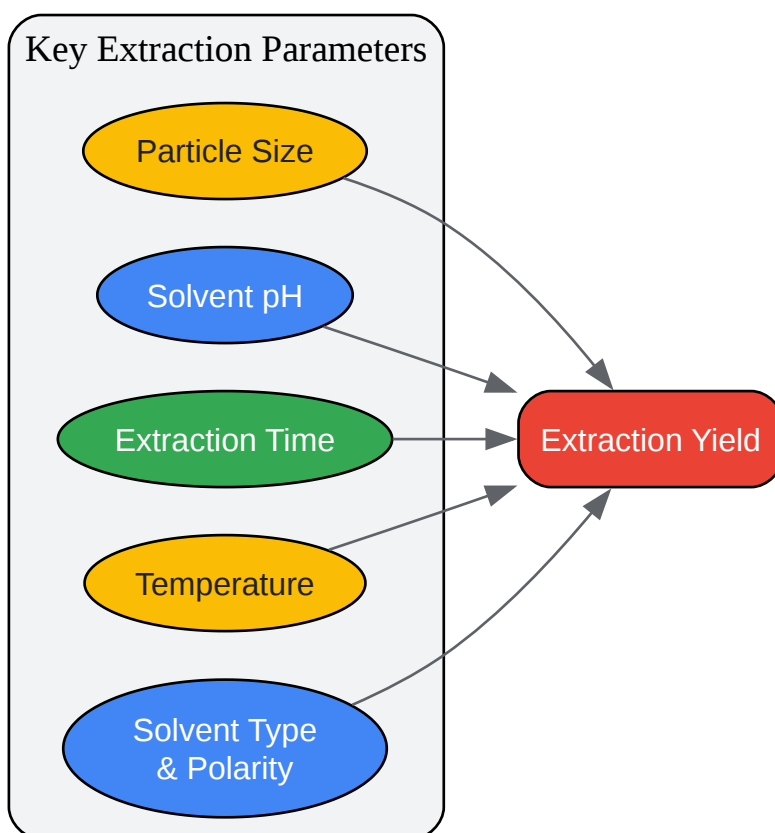 Key Extraction Parameters
Particle Size
Solvent pH
Extraction Time
Extraction Yield
Temperature
Solvent Type
& Polarity